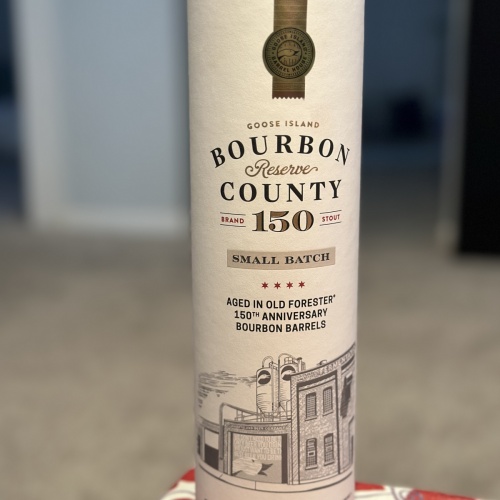 GOOSE ISLAND
BOURBON
Reserve
COUNTY
BRAND 150 STOUT
SMALL BATCH
AGED IN OLD FORESTER®
150TH ANNIVERSARY
BOURBON BARRELS